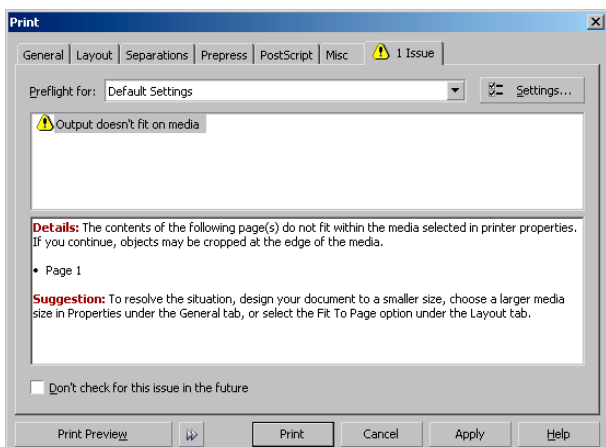 Print
General Layout Separations Prepress PostScript Misc 1 Issue
Preflight for: Default Settings Settings...
Output doesn't fit on media
Details: The contents of the following page(s) do not fit within the media selected in printer properties.
If you continue, objects may be cropped at the edge of the media.
• Page 1
Suggestion: To resolve the situation, design your document to a smaller size, choose a larger media
size in Properties under the General tab, or select the Fit To Page option under the Layout tab.
Don't check for this issue in the future
Print Preview Print Cancel Apply Help